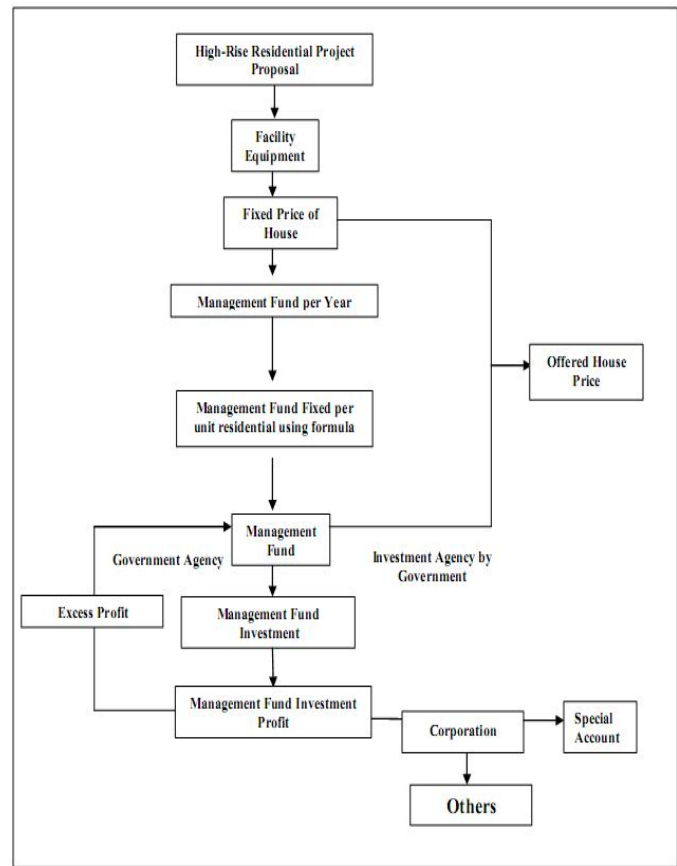 High-Rise Residential Project
Proposal
Facility
Equipment
Fixed Price of
House
Management Fund per Year
Offered House
Price
Management Fund Fixed per
unit residential using formula
Management
Fund
Government Agency
Investment Agency by
Government
Excess Profit
Management Fund
Investment
Management Fund Investment
Profit
Corporation
Special
Account
Others